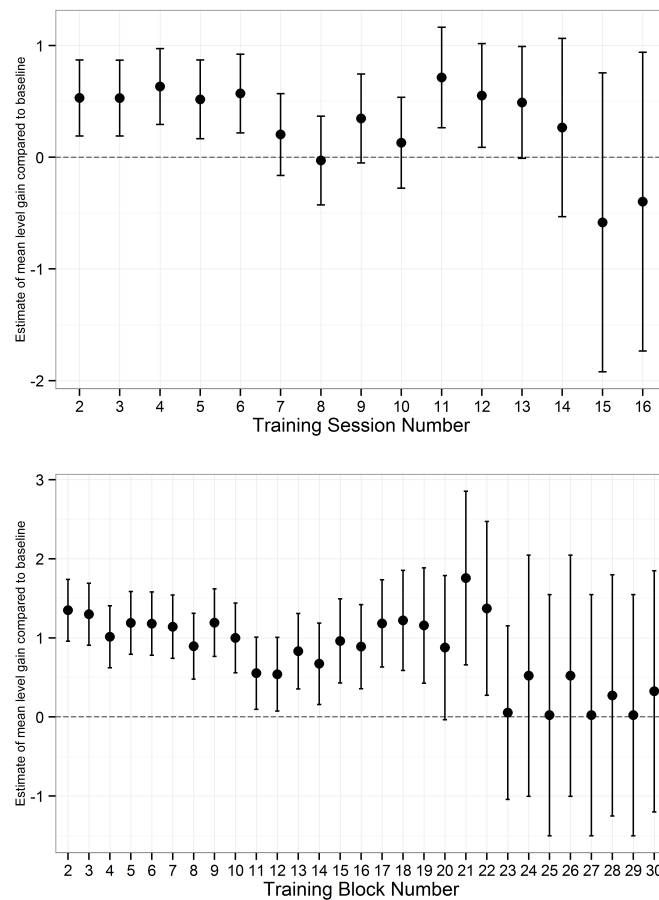 Estimate of mean level gain compared to baseline
1
0
-1
-2
2 3 4 5 6 7 8 9 10 11 12 13 14 15 16
Training Session Number
Estimate of mean level gain compared to baseline
3
2
1
0
-1
2 3 4 5 6 7 8 9 10 11 12 13 14 15 16 17 18 19 20 21 22 23 24 25 26 27 28 29 30
Training Block Number